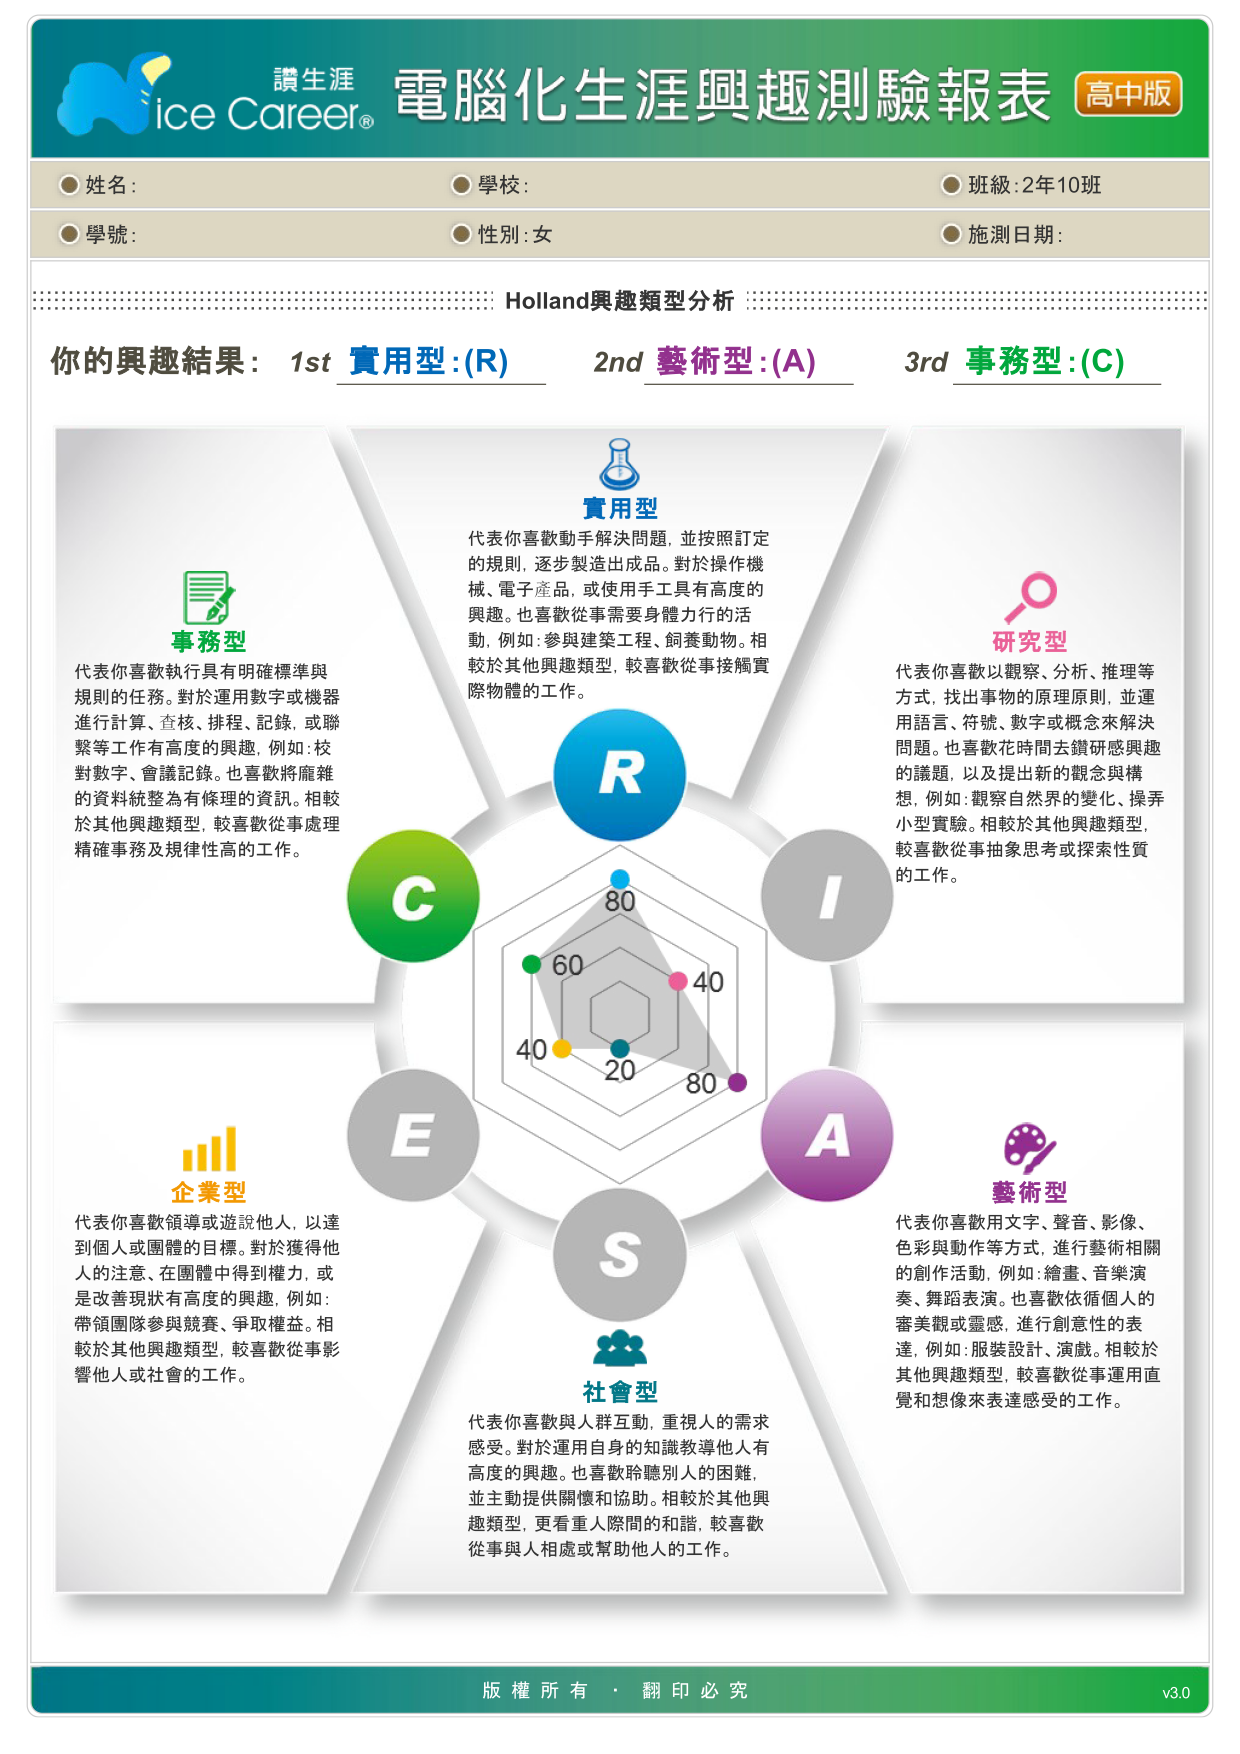 讚生涯
Nice Career®
電腦化生涯興趣測驗報表
高中版
姓名:
學校:
班級:2年10班
學號:
性別:女
施測日期:
Holland興趣類型分析
你的興趣結果: 1st 實用型:(R) 2nd 藝術型:(A) 3rd 事務型:(C)
實用型
代表你喜歡動手解決問題, 並按照訂定
的規則, 逐步製造出成品。對於操作機
械、電子產品, 或使用手工具有高度的
興趣。也喜歡從事需要身體力行的活
動, 例如:參與建築工程、飼養動物。相
較於其他興趣類型, 較喜歡從事接觸實
際物體的工作。
事務型
代表你喜歡執行具有明確標準與
規則的任務。對於運用數字或機器
進行計算、查核、排程、記錄, 或聯
繫等工作有高度的興趣, 例如:校
對數字、會議記錄。也喜歡將龐雜
的資料統整為有條理的資訊。相較
於其他興趣類型, 較喜歡從事處理
精確事務及規律性高的工作。
研究型
代表你喜歡以觀察、分析、推理等
方式, 找出事物的原理原則, 並運
用語言、符號、數字或概念來解決
問題。也喜歡花時間去鑽研感興趣
的議題, 以及提出新的觀念與構
想, 例如:觀察自然界的變化、操弄
小型實驗。相較於其他興趣類型,
較喜歡從事抽象思考或探索性質
的工作。
R
C
I
80
60
40
40
20
80
E
A
S
企業型
代表你喜歡領導或遊說他人, 以達
到個人或團體的目標。對於獲得他
人的注意、在團體中得到權力, 或
是改善現狀有高度的興趣, 例如:
帶領團隊參與競賽、爭取權益。相
較於其他興趣類型, 較喜歡從事影
響他人或社會的工作。
藝術型
代表你喜歡用文字、聲音、影像、
色彩與動作等方式, 進行藝術相關
的創作活動, 例如:繪畫、音樂演
奏、舞蹈表演。也喜歡依循個人的
審美觀或靈感, 進行創意性的表
達, 例如:服裝設計、演戲。相較於
其他興趣類型, 較喜歡從事運用直
覺和想像來表達感受的工作。
社會型
代表你喜歡與人群互動, 重視人的需求
感受。對於運用自身的知識教導他人有
高度的興趣。也喜歡聆聽別人的困難,
並主動提供關懷和協助。相較於其他興
趣類型, 更看重人際間的和諧, 較喜歡
從事與人相處或幫助他人的工作。
版權所有 · 翻印必究
v3.0